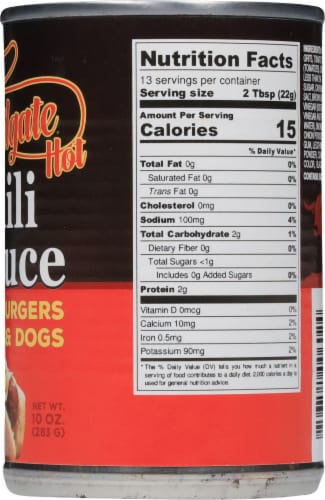 lgate
Hot
ili
uce
URGERS
& DOGS
NET WT.
10 OZ.
(283 G)
Nutrition Facts
13 servings per container
Serving size 2 Tbsp (22g)
Amount Per Serving
Calories 15
% Daily Value*
Total Fat 0g 0%
Saturated Fat 0g 0%
Trans Fat 0g
Cholesterol 0mg 0%
Sodium 100mg 4%
Total Carbohydrate 2g 1%
Dietary Fiber 0g 0%
Total Sugars <1g
Includes 0g Added Sugars 0%
Protein 2g
Vitamin D 0mcg 0%
Calcium 10mg 2%
Iron 0.5mg 2%
Potassium 90mg 2%
* The % Daily Value (DV) tells you how much a nutrient in a
serving of food contributes to a daily diet. 2,000 calories a day is
used for general nutrition advice.